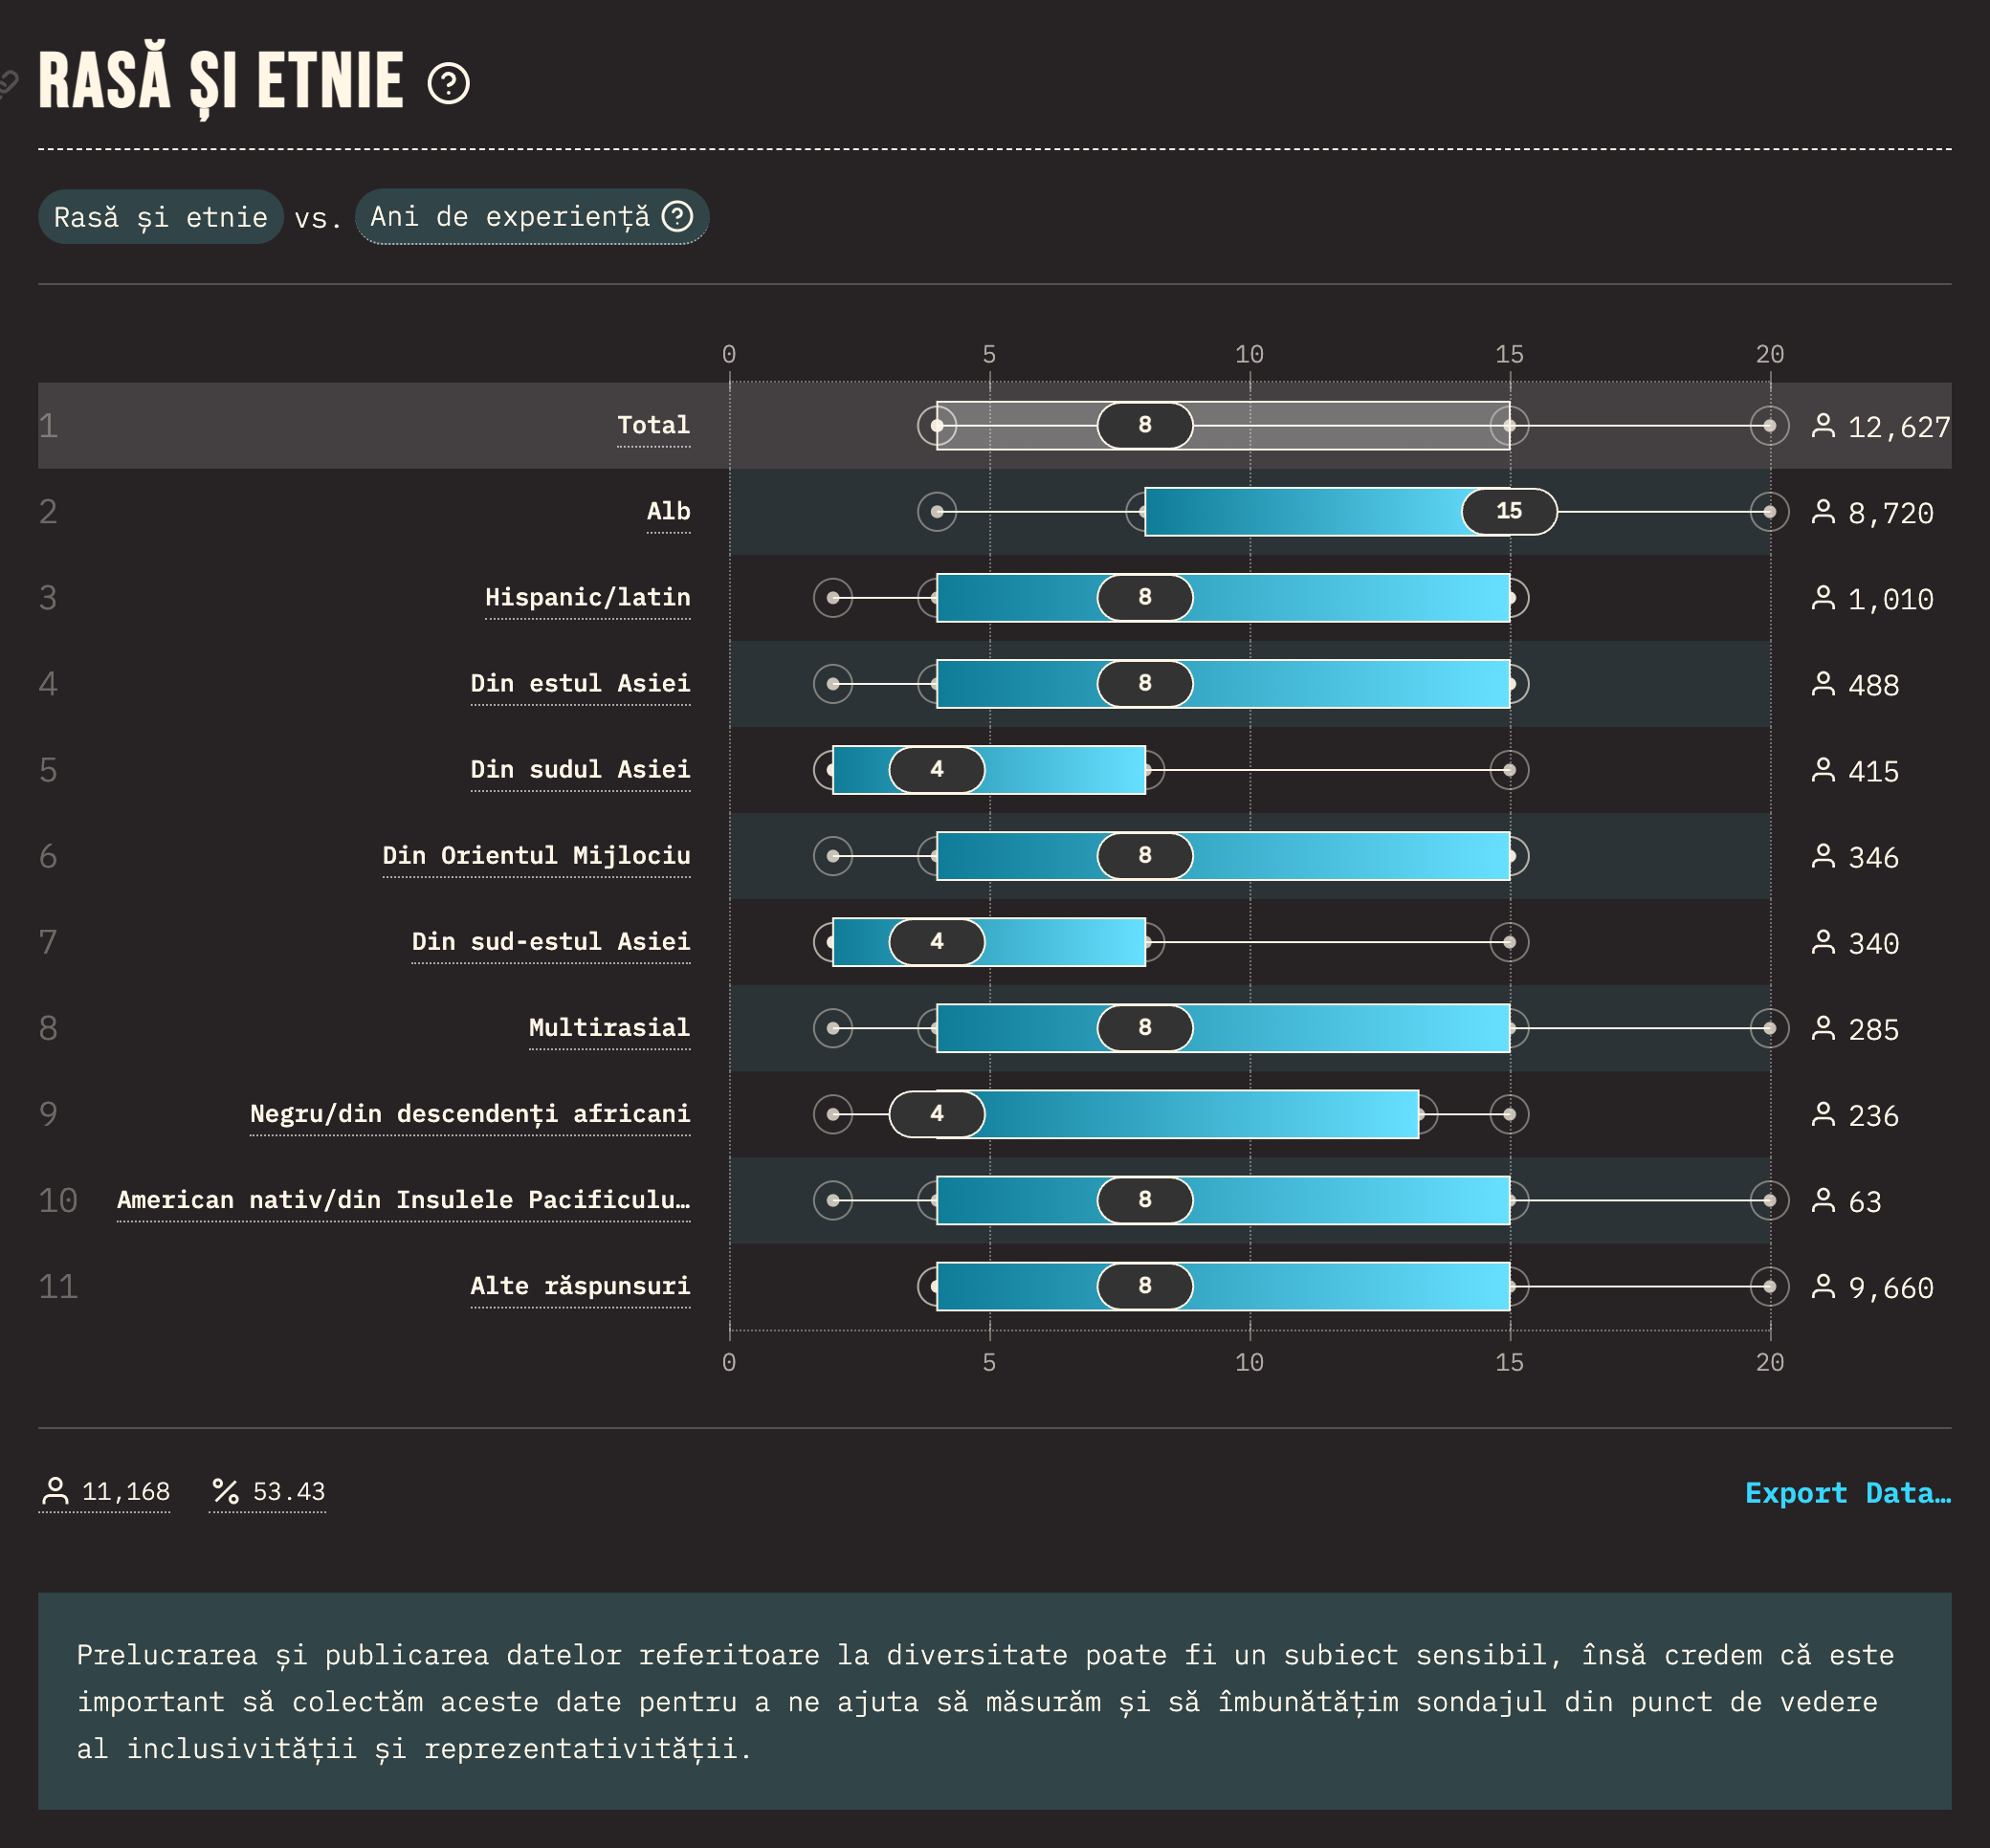 RASĂ ȘI ETNIE
Rasă și etnie vs. Ani de experiență
0 5 10 15 20
1 Total 8 12,627
2 Alb 15 8,720
3 Hispanic/latin 8 1,010
4 Din estul Asiei 8 488
5 Din sudul Asiei 4 415
6 Din Orientul Mijlociu 8 346
7 Din sud-estul Asiei 4 340
8 Multirasial 8 285
9 Negru/din descendenți africani 4 236
10 American nativ/din Insulele Pacificulu… 8 63
11 Alte răspunsuri 8 9,660
0 5 10 15 20
11,168 % 53.43 Export Data…
Prelucrarea și publicarea datelor referitoare la diversitate poate fi un subiect sensibil, însă credem că este
important să colectăm aceste date pentru a ne ajuta să măsurăm și să îmbunătățim sondajul din punct de vedere
al inclusivității și reprezentativității.